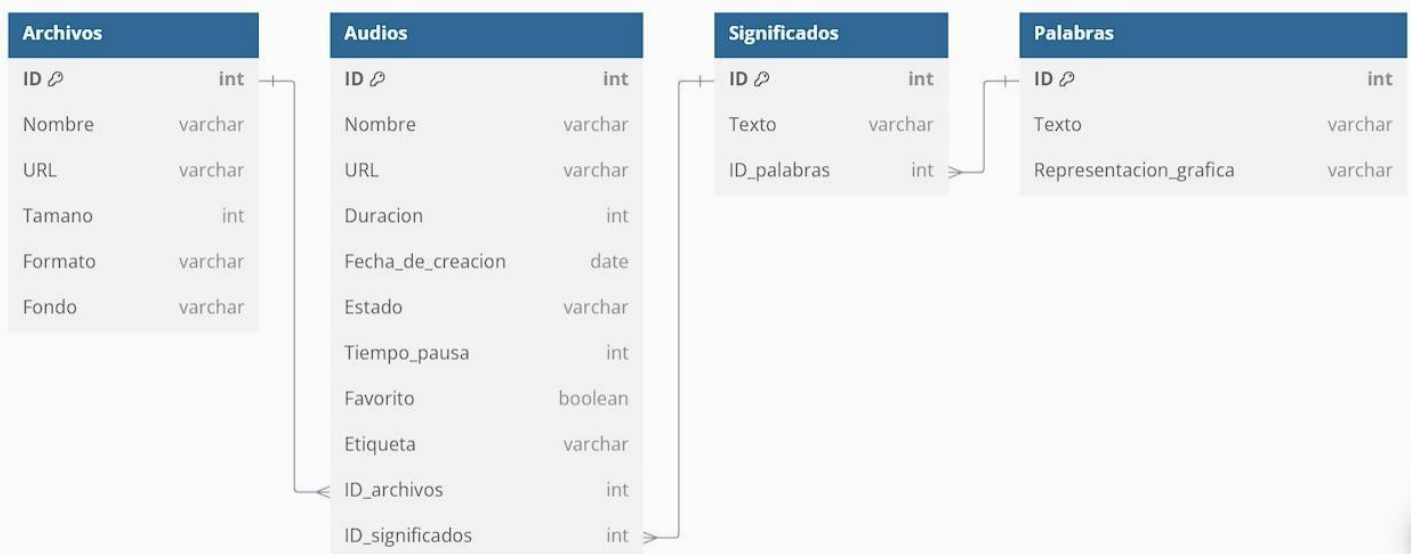 Archivos
ID int
Nombre varchar
URL varchar
Tamano int
Formato varchar
Fondo varchar
Audios
ID int
Nombre varchar
URL varchar
Duracion int
Fecha_de_creacion date
Estado varchar
Tiempo_pausa int
Favorito boolean
Etiqueta varchar
ID_archivos int
ID_significados int
Significados
ID int
Texto varchar
ID_palabras int
Palabras
ID int
Texto varchar
Representacion_grafica varchar